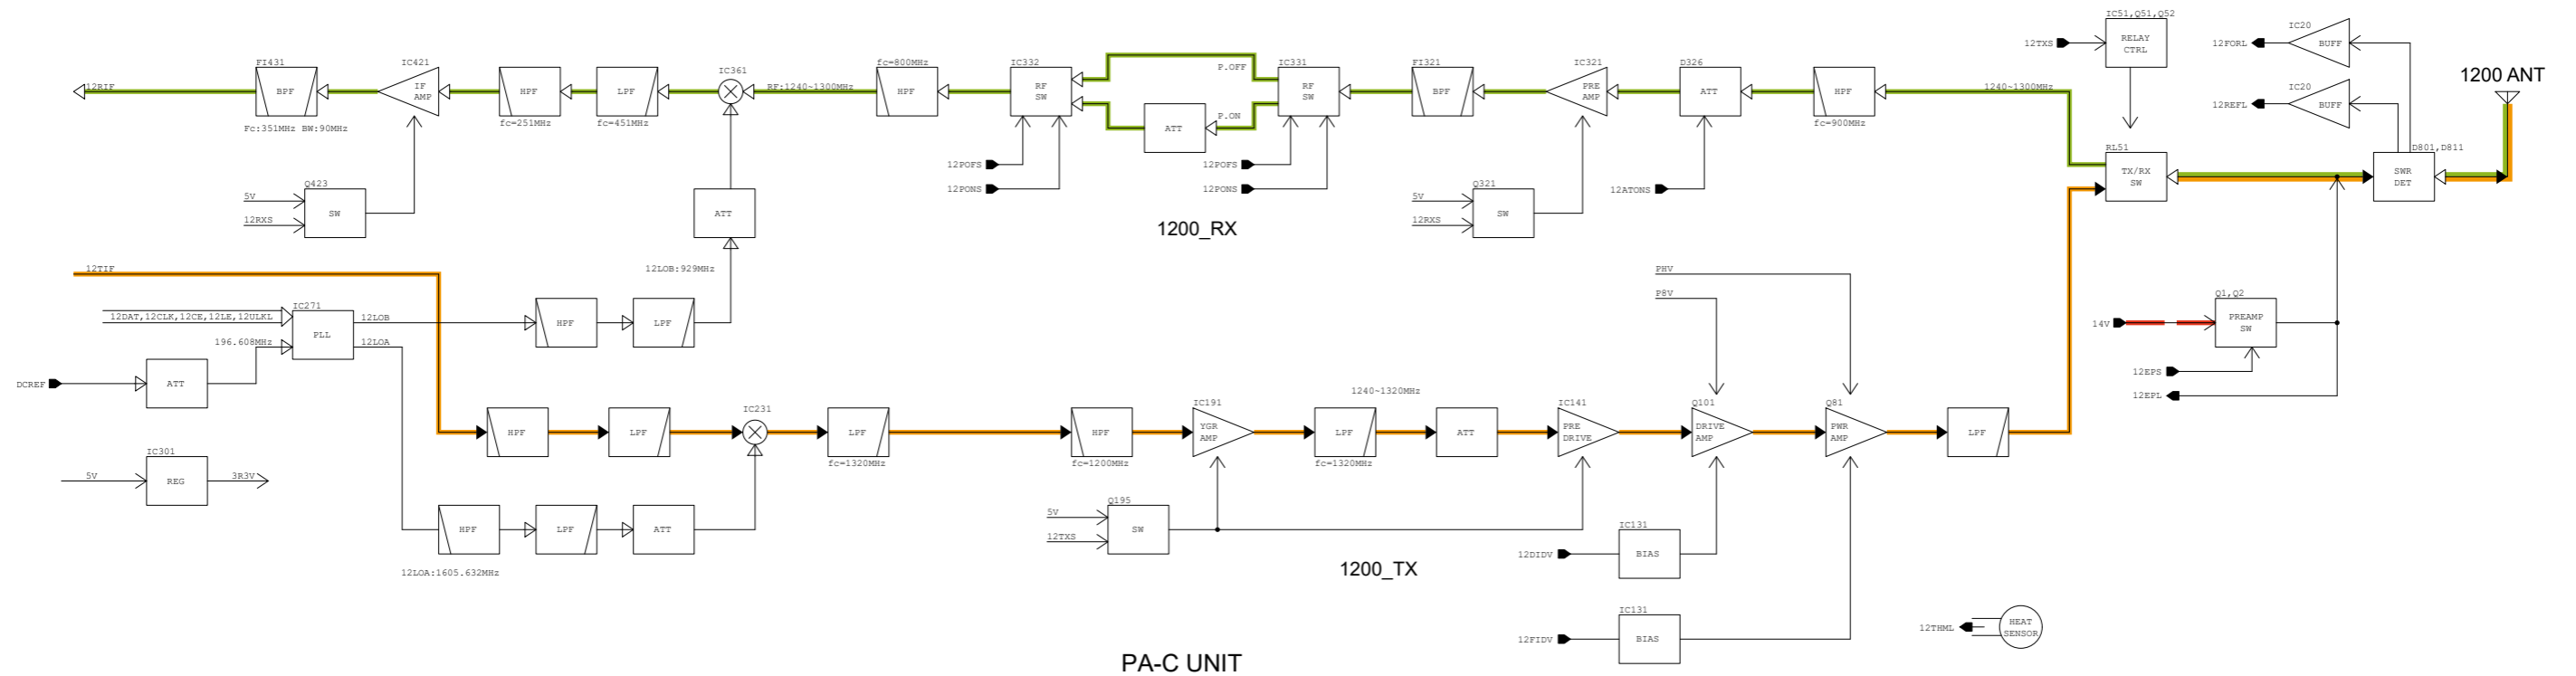 IC51,Q51,Q52
RELAY
CTRL
12TXS
IC20
BUFF
12FORL
IC20
BUFF
12REFL
1200 ANT
12RIF
FI431
BPF
Fc:351MHz BW:90MHz
IC421
IF
AMP
HPF
fc=251MHz
LPF
fc=451MHz
IC361
RF:1240~1300MHz
fc=800MHz
HPF
IC332
RF
SW
P.OFF
P.ON
ATT
IC331
RF
SW
FI321
BPF
IC321
PRE
AMP
D326
ATT
HPF
fc=900MHz
1240~1300MHz
RL51
TX/RX
SW
D801,D811
SWR
DET
12POFS
12PONS
12POFS
12PONS
12ATONS
Q423
5V
12RXS
SW
ATT
1200_RX
Q321
5V
12RXS
SW
12TIF
12LOB:929MHz
PHV
P8V
IC271
12DAT,12CLK,12CE,12LE,12ULKL
PLL
12LOB
12LOA
196.608MHz
HPF
LPF
Q1,Q2
14V
PREAMP
SW
12EPS
12EPL
DCREF
ATT
1240~1320MHz
HPF
LPF
IC231
LPF
fc=1320MHz
HPF
fc=1200MHz
IC191
YGR
AMP
LPF
fc=1320MHz
ATT
IC141
PRE
DRIVE
Q101
DRIVE
AMP
Q81
PWR
AMP
LPF
IC301
5V
REG
3R3V
HPF
LPF
ATT
12LOA:1605.632MHz
Q195
5V
12TXS
SW
1200_TX
IC131
12DIDV
BIAS
IC131
12FIDV
BIAS
12THML
HEAT
SENSOR
PA-C UNIT